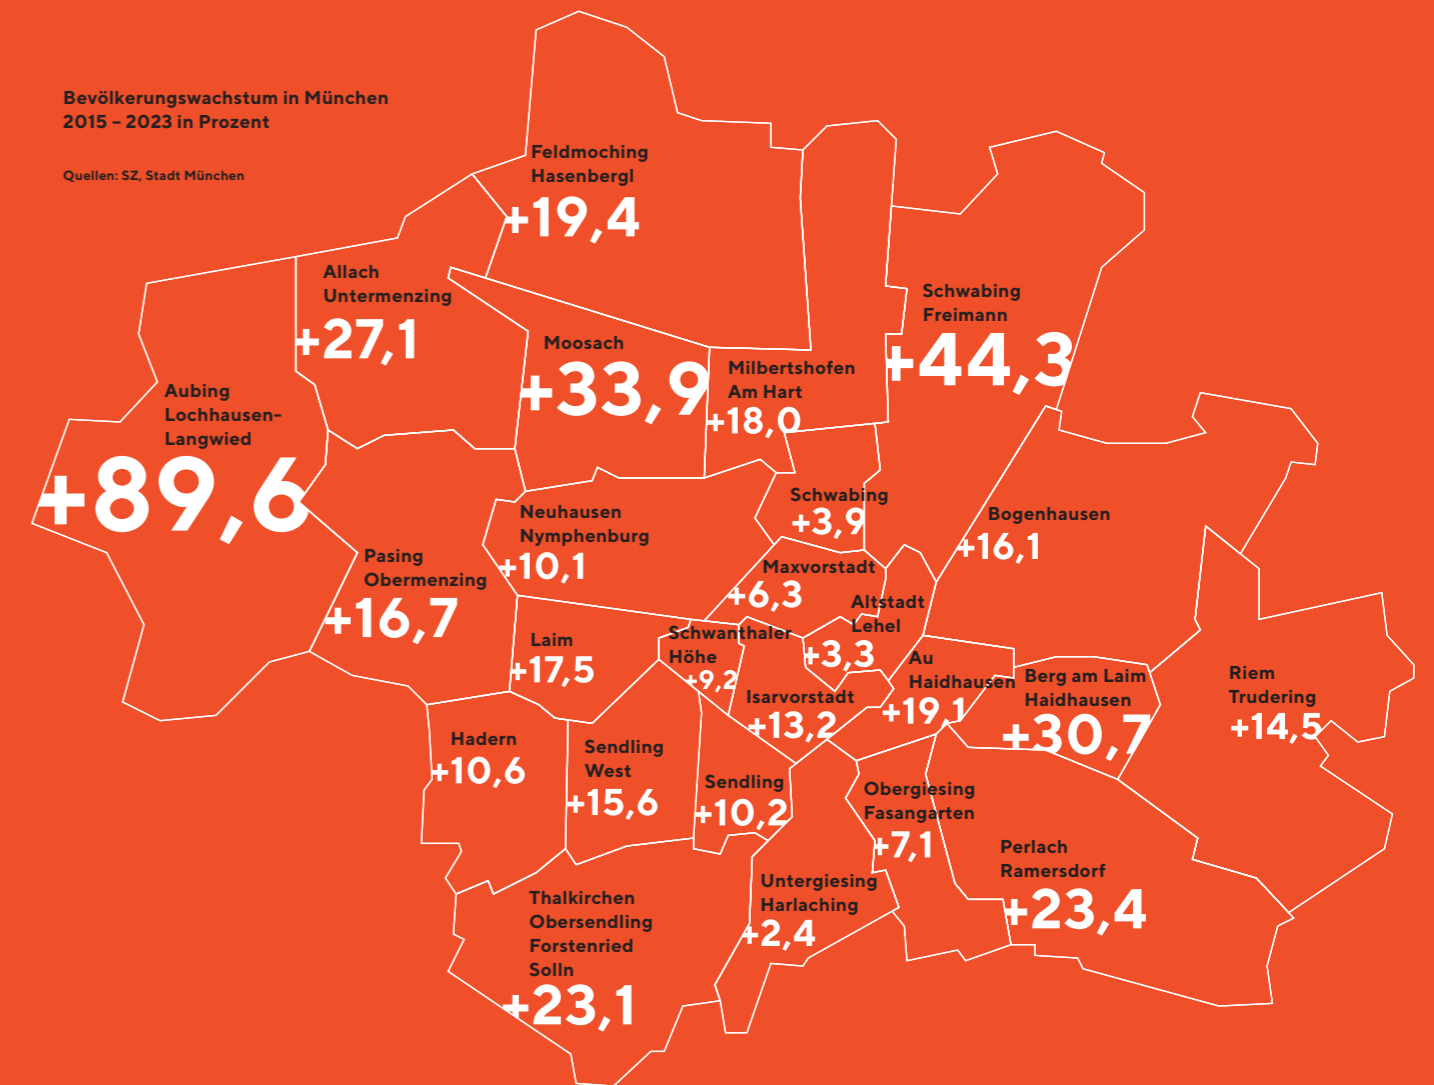 Bevölkerungswachstum in München
2015 – 2023 in Prozent
Quellen: SZ, Stadt München
Feldmoching
Hasenbergl
+19,4
Allach
Untermenzing
+27,1
Schwabing
Freimann
+44,3
Moosach
+33,9
Milbertshofen
Am Hart
+18,0
Aubing
Lochhausen-
Langwied
+89,6
Schwabing
+3,9
Neuhausen
Nymphenburg
+10,1
Bogenhausen
+16,1
Pasing
Obermenzing
+16,7
Maxvorstadt
+6,3
Altstadt
Lehel
+3,3
Laim
+17,5
Schwanthaler
Höhe
+9,2
Au
Haidhausen
+19,1
Berg am Laim
Haidhausen
+30,7
Riem
Trudering
+14,5
Isarvorstadt
+13,2
Hadern
+10,6
Sendling
West
+15,6
Sendling
+10,2
Obergiesing
Fasangarten
+7,1
Perlach
Ramersdorf
+23,4
Untergiesing
Harlaching
+2,4
Thalkirchen
Obersendling
Forstenried
Solln
+23,1